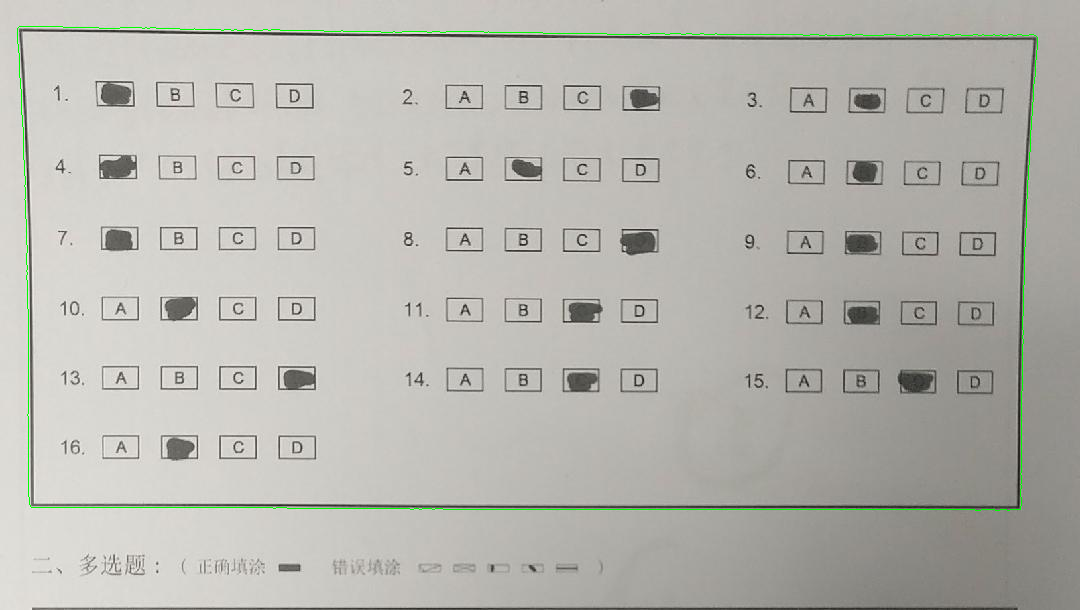 1. B C D 2. A B C 3. A B C D
4. B C D 5. A C D 6. A B C D
7. B C D 8. A B C D 9. A B C D
10. A C D 11. A B D 12. A B C D
13. A B C 14. A B C D 15. A B C D
16. A C D
二、多选题：（ 正确填涂 错误填涂 ）